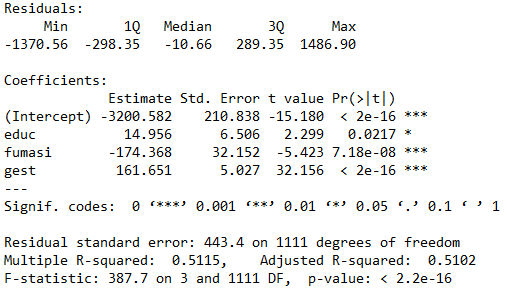 Residuals:
     Min       1Q   Median       3Q      Max
-1370.56  -298.35   -10.66   289.35  1486.90

Coefficients:
             Estimate Std. Error t value Pr(>|t|)
(Intercept) -3200.582    210.838 -15.180  < 2e-16 ***
educ           14.956      6.506   2.299   0.0217 *
fumasi       -174.368     32.152  -5.423 7.18e-08 ***
gest          161.651      5.027  32.156  < 2e-16 ***
---
Signif. codes:  0 ‘***’ 0.001 ‘**’ 0.01 ‘*’ 0.05 ‘.’ 0.1 ‘ ’ 1

Residual standard error: 443.4 on 1111 degrees of freedom
Multiple R-squared:  0.5115,    Adjusted R-squared:  0.5102
F-statistic: 387.7 on 3 and 1111 DF,  p-value: < 2.2e-16